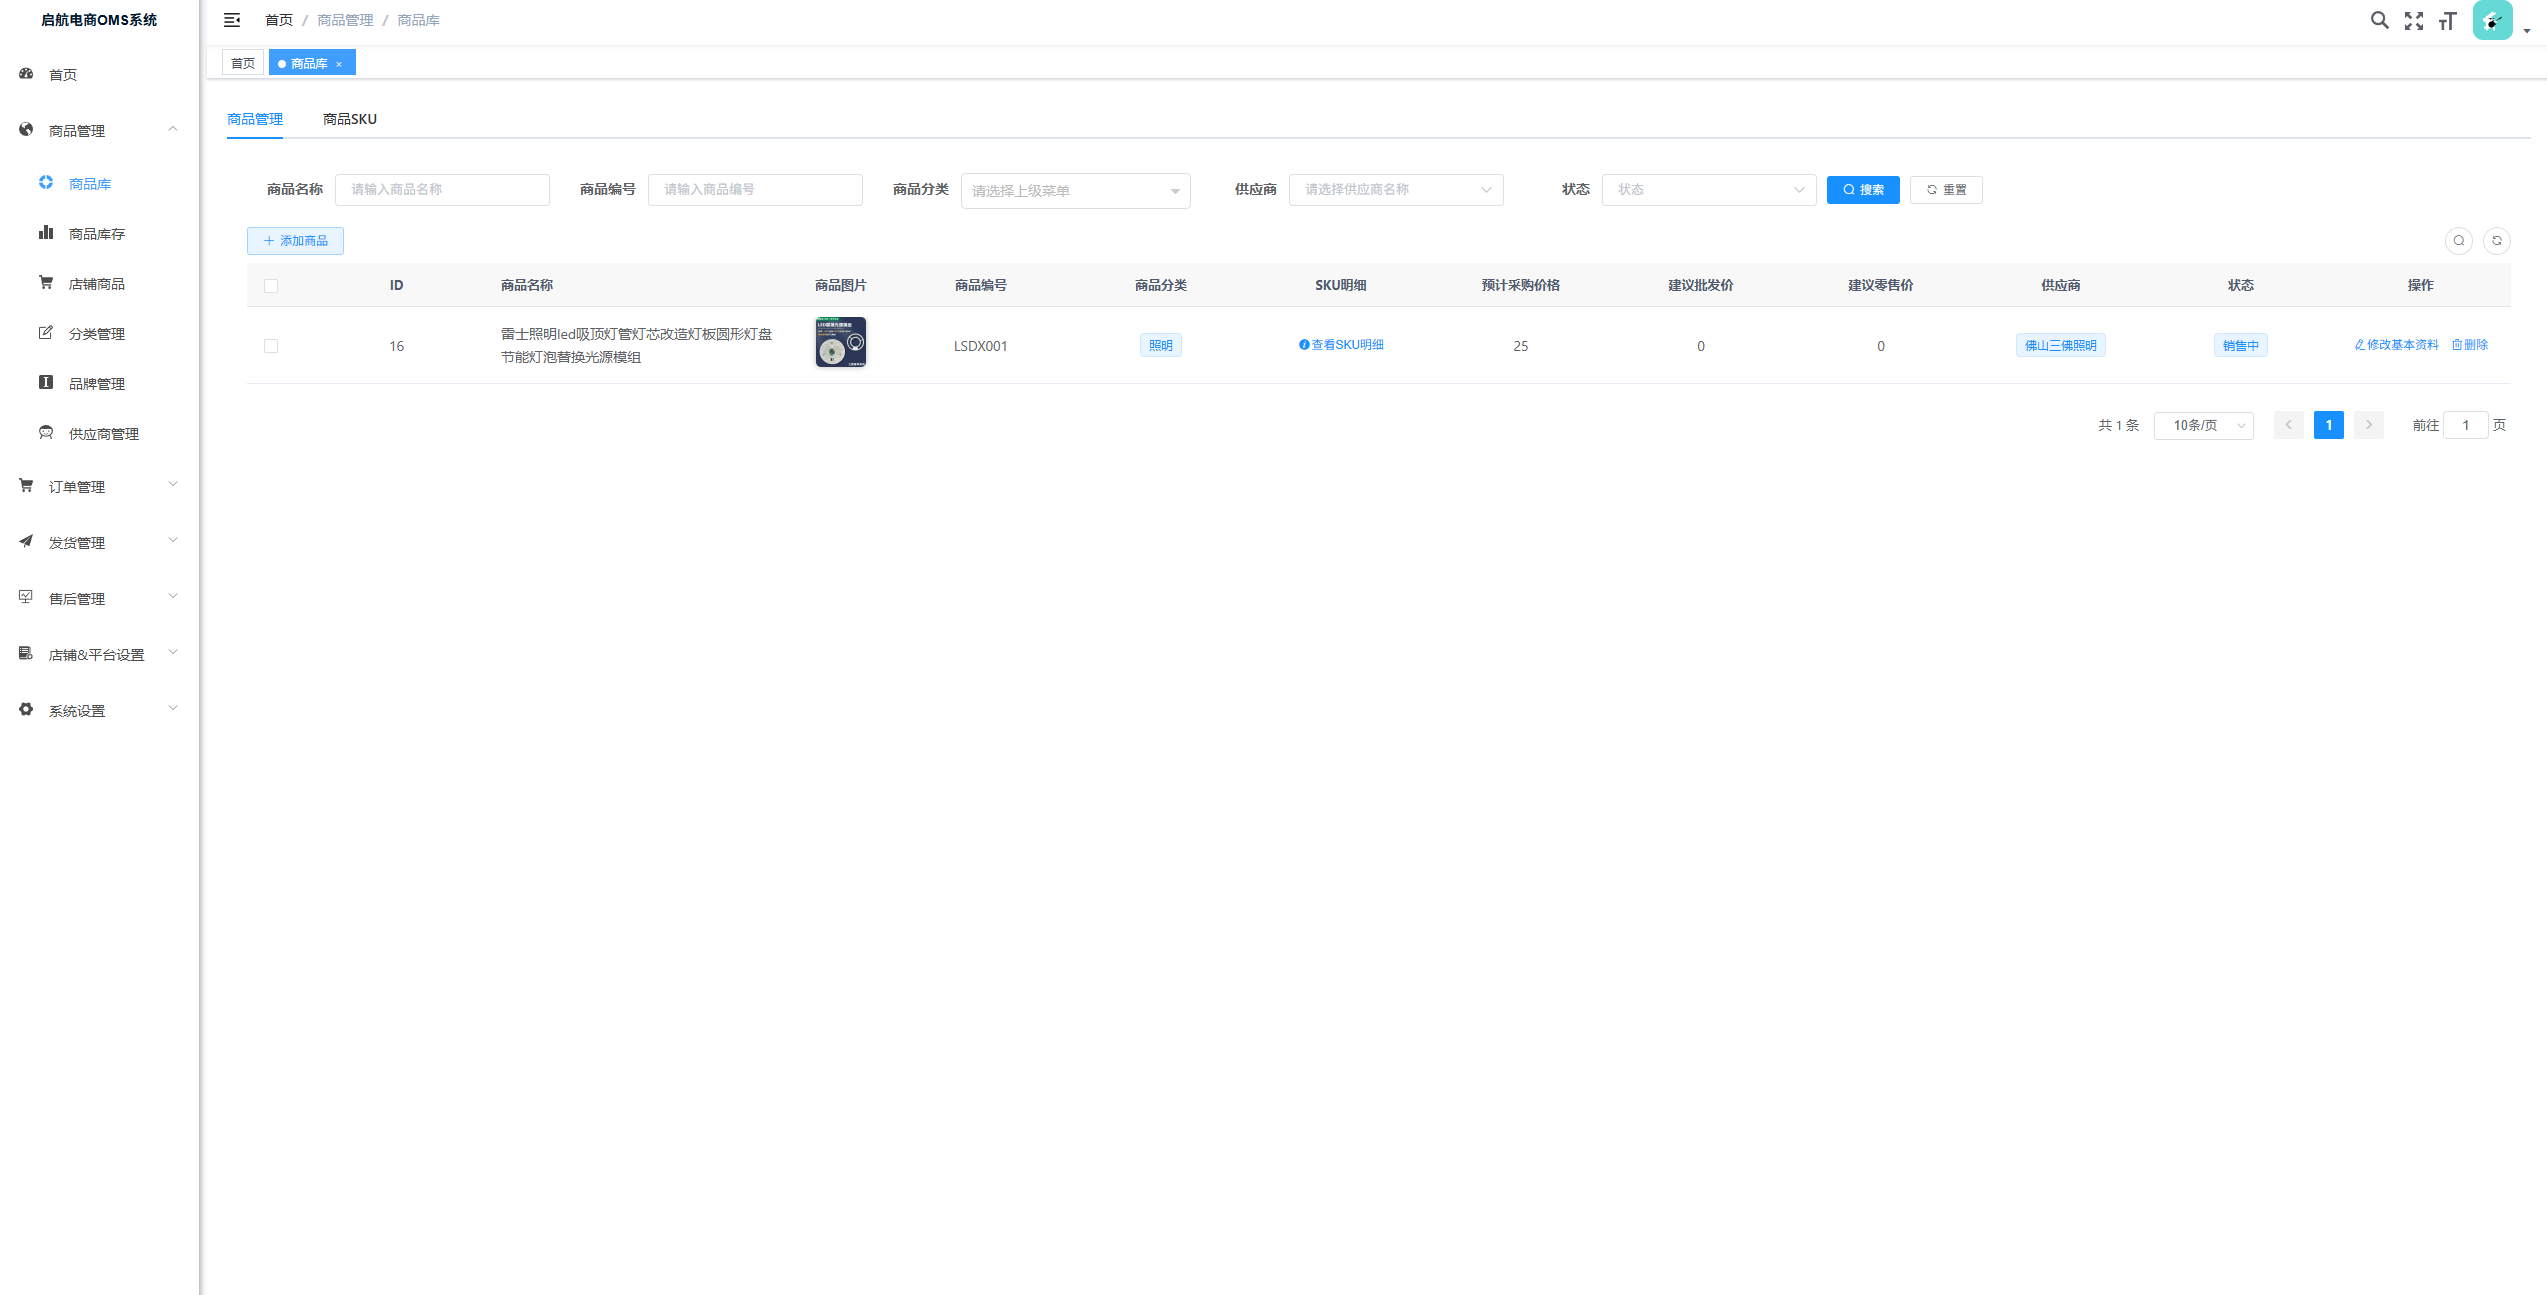 启航电商OMS系统
首页
商品管理
商品库
商品库存
店铺商品
分类管理
品牌管理
供应商管理
订单管理
发货管理
售后管理
店铺&平台设置
系统设置
首页 / 商品管理 / 商品库
首页 商品库 ×
商品管理 商品SKU
商品名称 请输入商品名称 商品编号 请输入商品编号 商品分类 请选择上级菜单 供应商 请选择供应商名称 状态 状态 搜索 重置
添加商品
ID 商品名称 商品图片 商品编号 商品分类 SKU明细 预计采购价格 建议批发价 建议零售价 供应商 状态 操作
16 雷士照明led吸顶灯管灯芯改造灯板圆形灯盘
节能灯泡替换光源模组
LSDX001 照明 查看SKU明细 25 0 0 佛山三佛照明 销售中 修改基本资料 删除
共 1 条 10条/页 1 前往 1 页